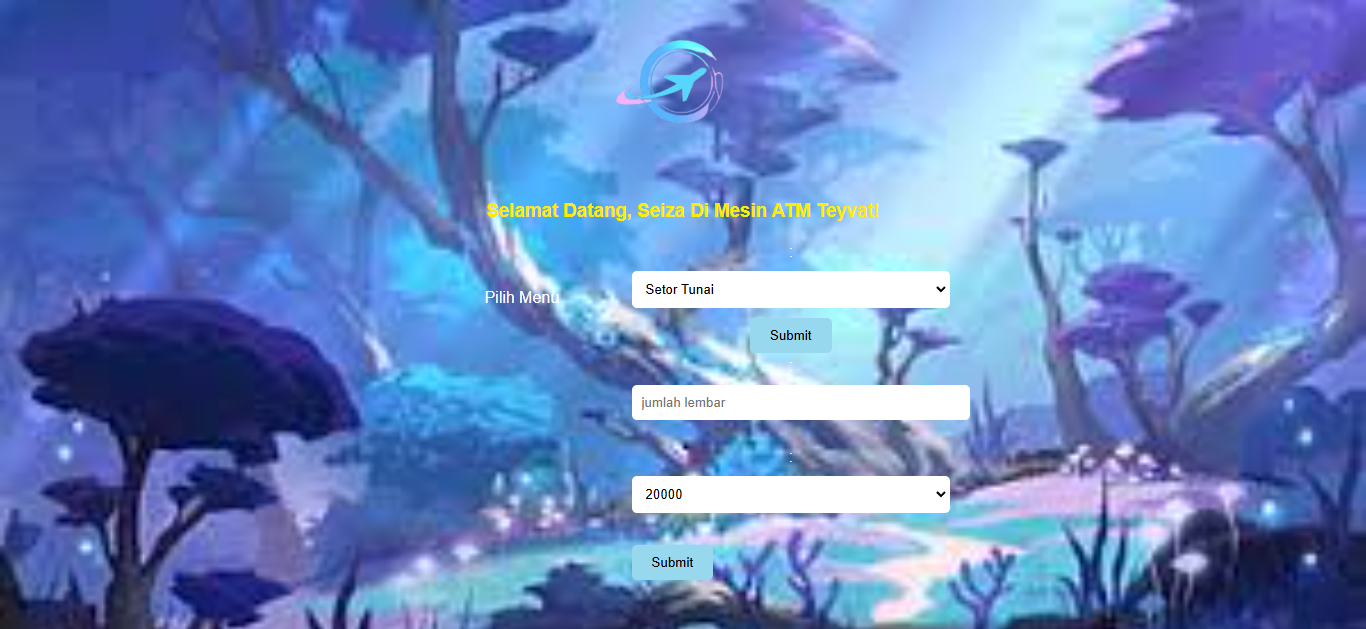 Selamat Datang, Seiza Di Mesin ATM Teyvat!
:
Pilih Menu
Setor Tunai
Submit
:
jumlah lembar
:
20000
Submit